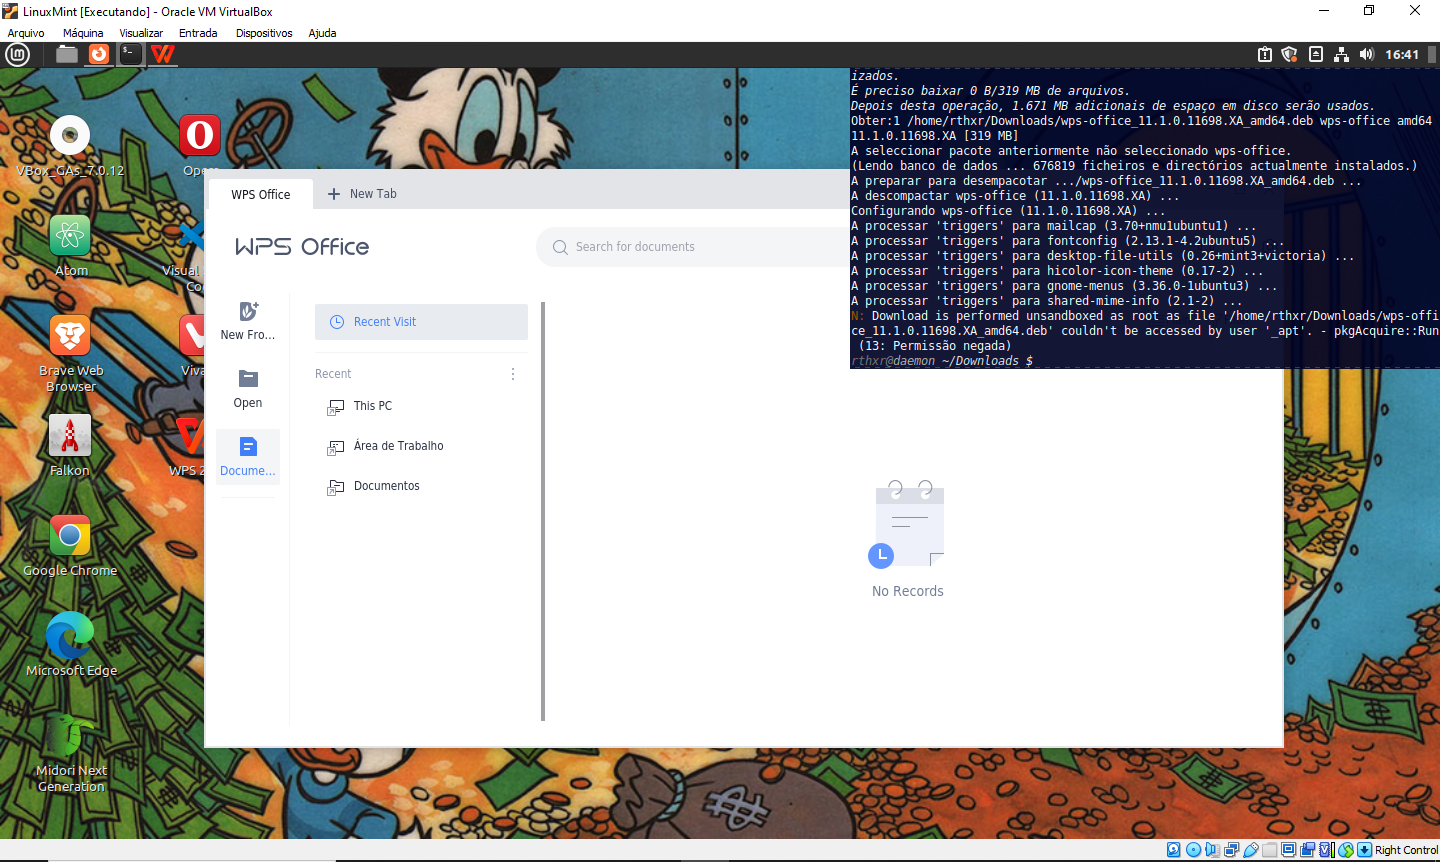 LinuxMint [Executando] - Oracle VM VirtualBox
Arquivo Máquina Visualizar Entrada Dispositivos Ajuda
16:41
izados.
É preciso baixar 0 B/319 MB de arquivos.
Depois desta operação, 1.671 MB adicionais de espaço em disco serão usados.
Obter:1 /home/rthxr/Downloads/wps-office_11.1.0.11698.XA_amd64.deb wps-office amd64
11.1.0.11698.XA [319 MB]
A seleccionar pacote anteriormente não seleccionado wps-office.
(Lendo banco de dados ... 676819 ficheiros e directórios actualmente instalados.)
A preparar para desempacotar .../wps-office_11.1.0.11698.XA_amd64.deb ...
A descompactar wps-office (11.1.0.11698.XA) ...
Configurando wps-office (11.1.0.11698.XA) ...
A processar 'triggers' para mailcap (3.70+nmu1ubuntu1) ...
A processar 'triggers' para fontconfig (2.13.1-4.2ubuntu5) ...
A processar 'triggers' para desktop-file-utils (0.26+mint3+victoria) ...
A processar 'triggers' para hicolor-icon-theme (0.17-2) ...
A processar 'triggers' para gnome-menus (3.36.0-1ubuntu3) ...
A processar 'triggers' para shared-mime-info (2.1-2) ...
N: Download is performed unsandboxed as root as file '/home/rthxr/Downloads/wps-offi
ce_11.1.0.11698.XA_amd64.deb' couldn't be accessed by user '_apt'. - pkgAcquire::Run
(13: Permissão negada)
rthxr@daemon ~/Downloads $
VBox_GAs_7.0.12
Atom
Visual
Brave Web
Browser
Falkon
WPS 2
Google Chrome
Microsoft Edge
Midori Next
Generation
WPS Office
New Tab
WPS Office
Search for documents
New Fro...
Open
Docume...
Recent Visit
Recent
This PC
Área de Trabalho
Documentos
No Records
Right Control